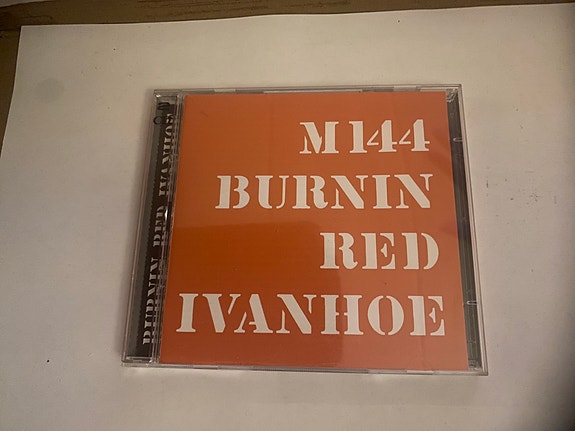 M144
BURNIN
RED
IVANHOE
BURNIN RED IVANHOE